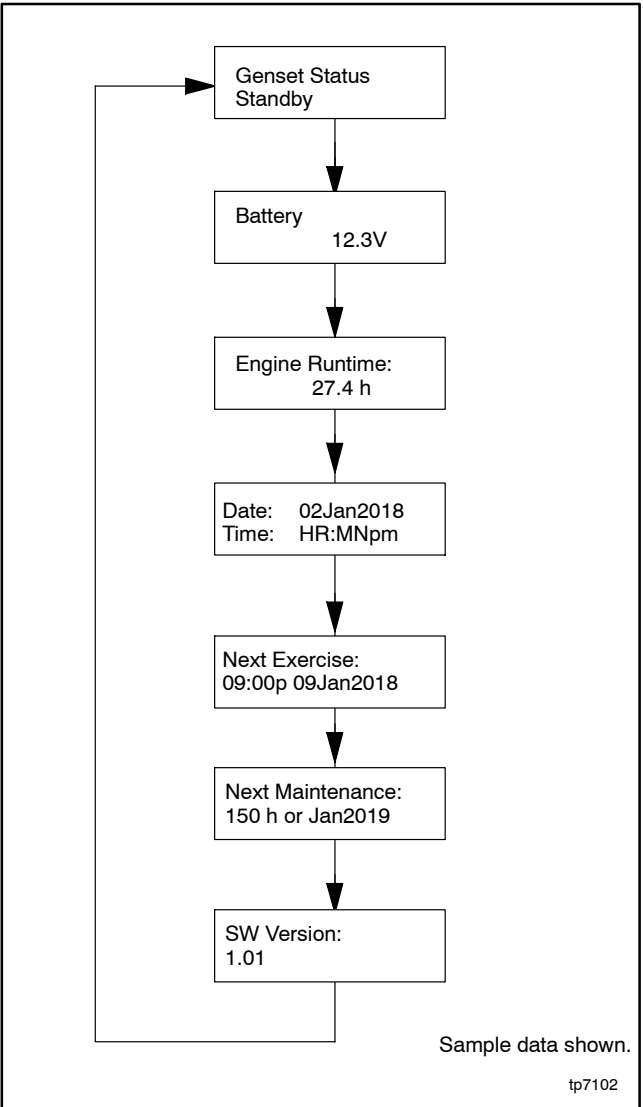 Genset Status
Standby
Battery
12.3V
Engine Runtime:
27.4 h
Date: 02Jan2018
Time: HR:MNpm
Next Exercise:
09:00p 09Jan2018
Next Maintenance:
150 h or Jan2019
SW Version:
1.01
Sample data shown.
tp7102